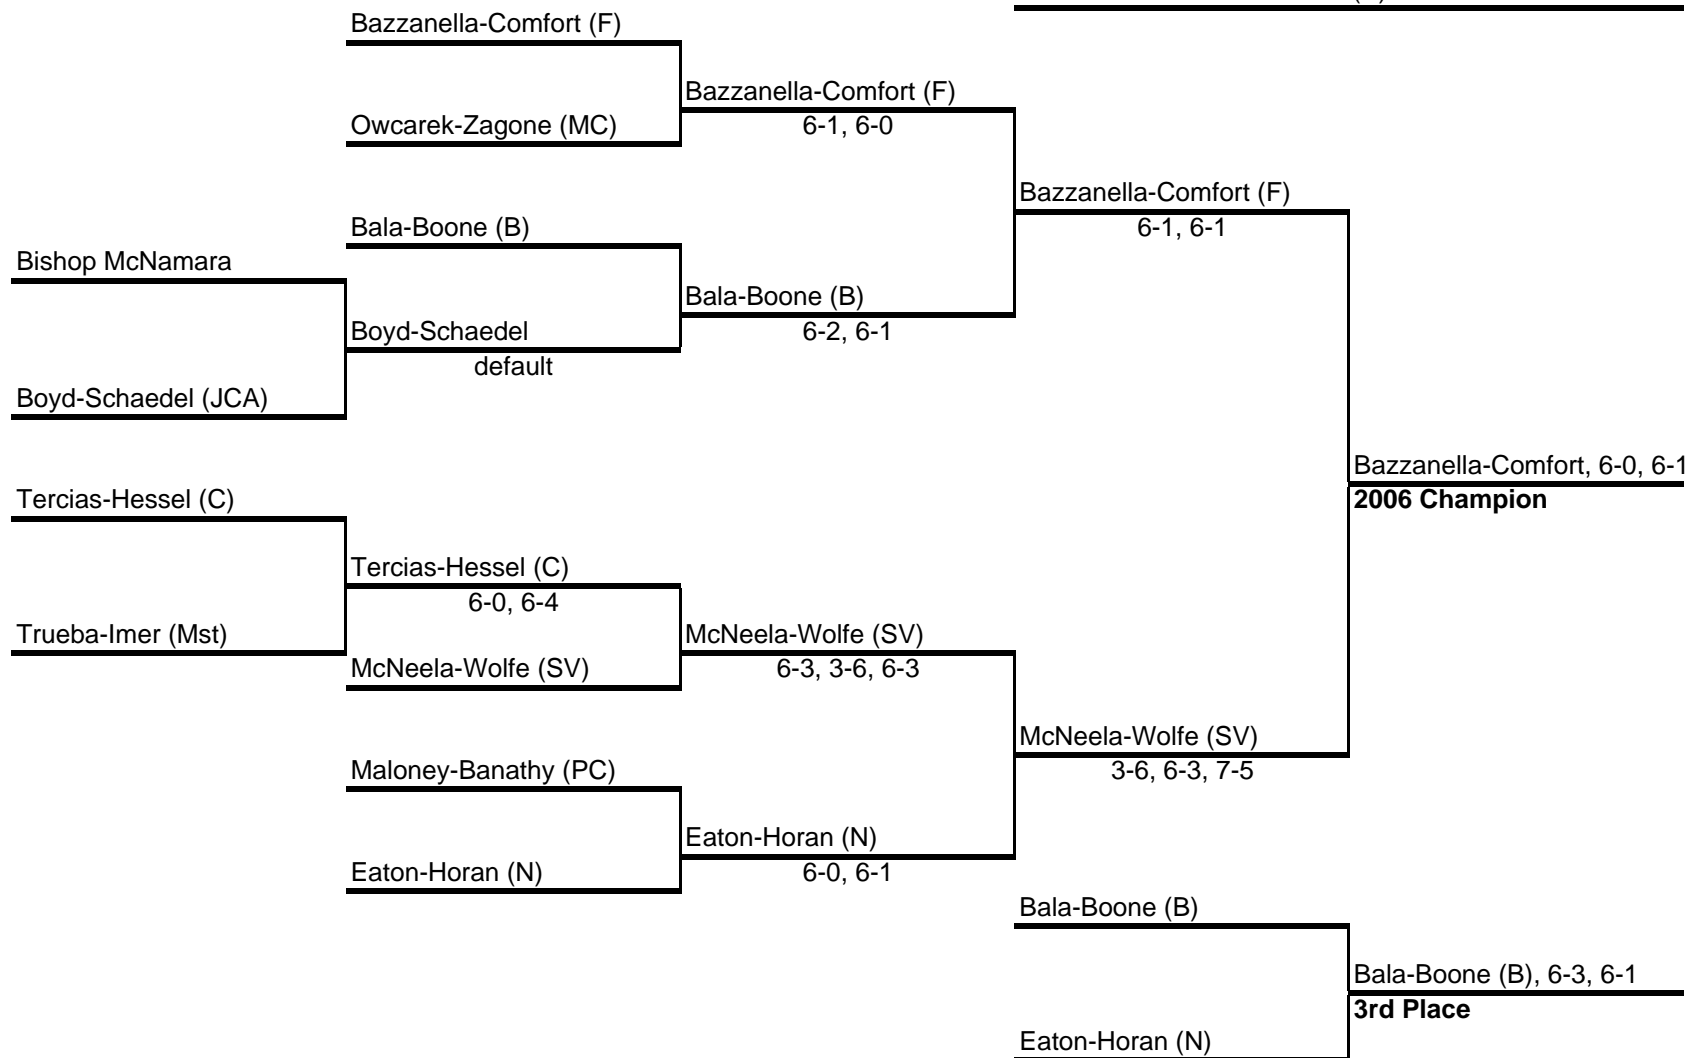 Bazzanella-Comfort (F)
Bazzanella-Comfort (F)
Owcarek-Zagone (MC)
6-1, 6-0
Bazzanella-Comfort (F)
Bala-Boone (B)
6-1, 6-1
Bishop McNamara
Bala-Boone (B)
Boyd-Schaedel
6-2, 6-1
default
Boyd-Schaedel (JCA)
Bazzanella-Comfort, 6-0, 6-1
Tercias-Hessel (C)
2006 Champion
Tercias-Hessel (C)
6-0, 6-4
Trueba-Imer (Mst)
McNeela-Wolfe (SV)
McNeela-Wolfe (SV)
6-3, 3-6, 6-3
McNeela-Wolfe (SV)
Maloney-Banathy (PC)
3-6, 6-3, 7-5
Eaton-Horan (N)
Eaton-Horan (N)
6-0, 6-1
Bala-Boone (B)
Bala-Boone (B), 6-3, 6-1
3rd Place
Eaton-Horan (N)